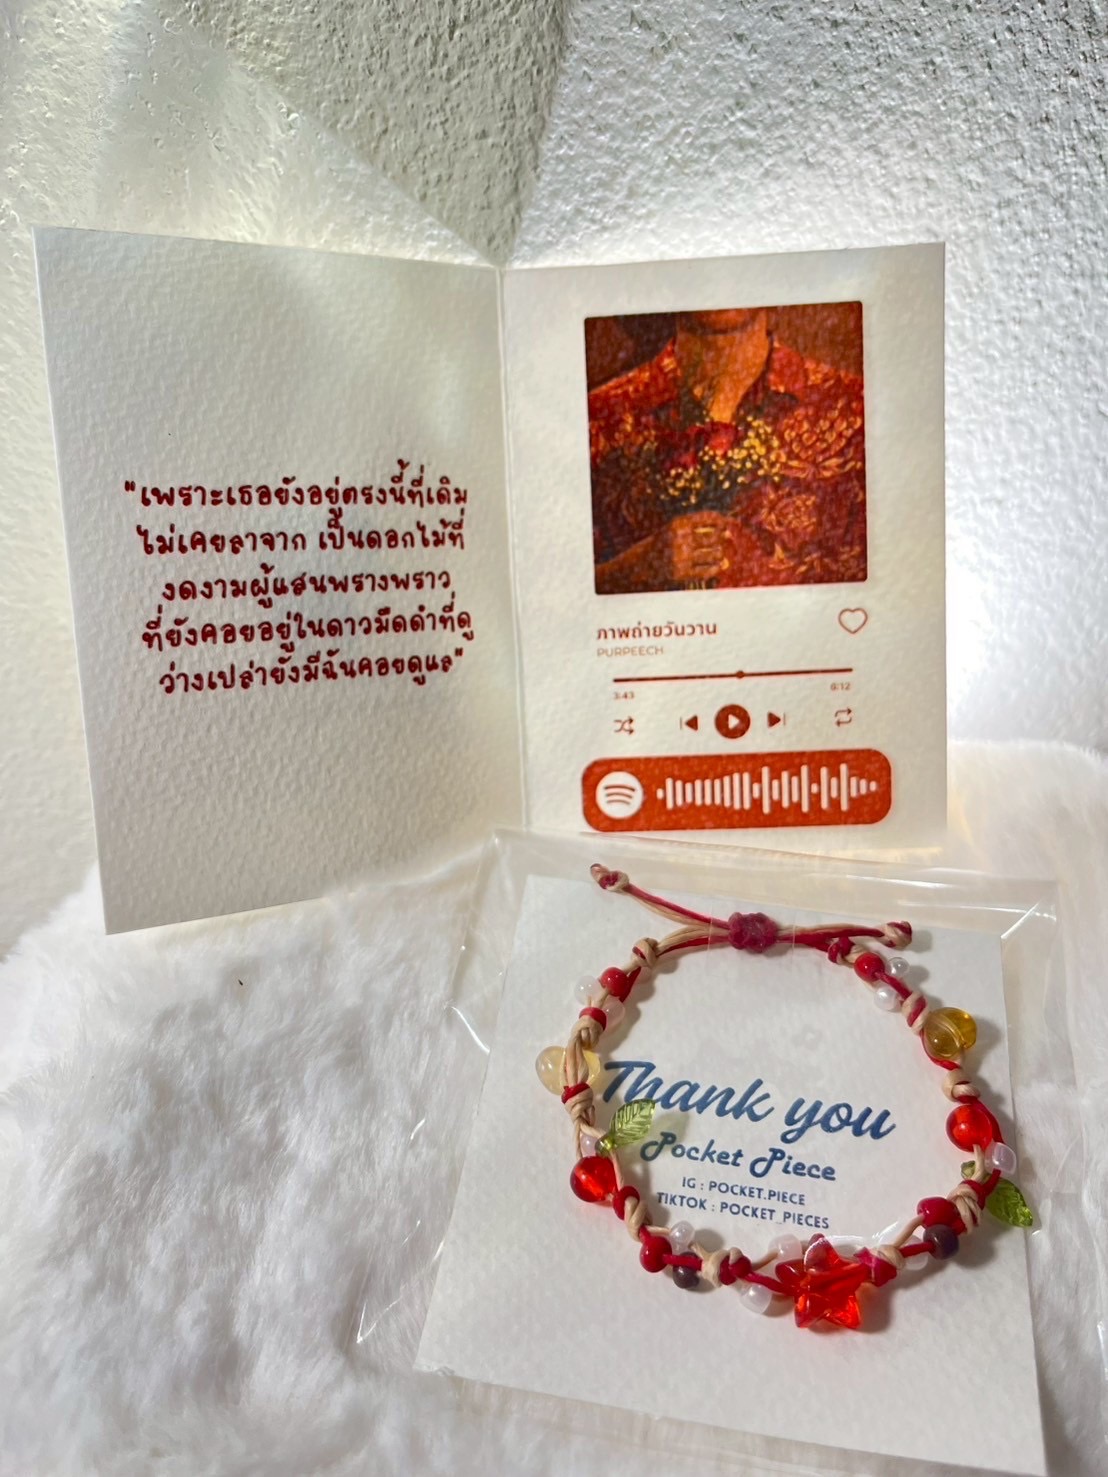 "เพราะเธอยังอยู่ตรงนี้ที่เดิม
ไม่เคยลาจาก เป็นดอกไม้ที่
งดงามผู้แสนพรางพราว
ที่ยังคอยอยู่ในดาวมืดดำที่ดู
ว่างเปล่ายังมีฉันคอยดูแล"
ภาพถ่ายวันวาน
PURPEECH
3:43
6:12
Thank you
Pocket Piece
IG : POCKET.PIECE
TIKTOK : POCKET_PIECES